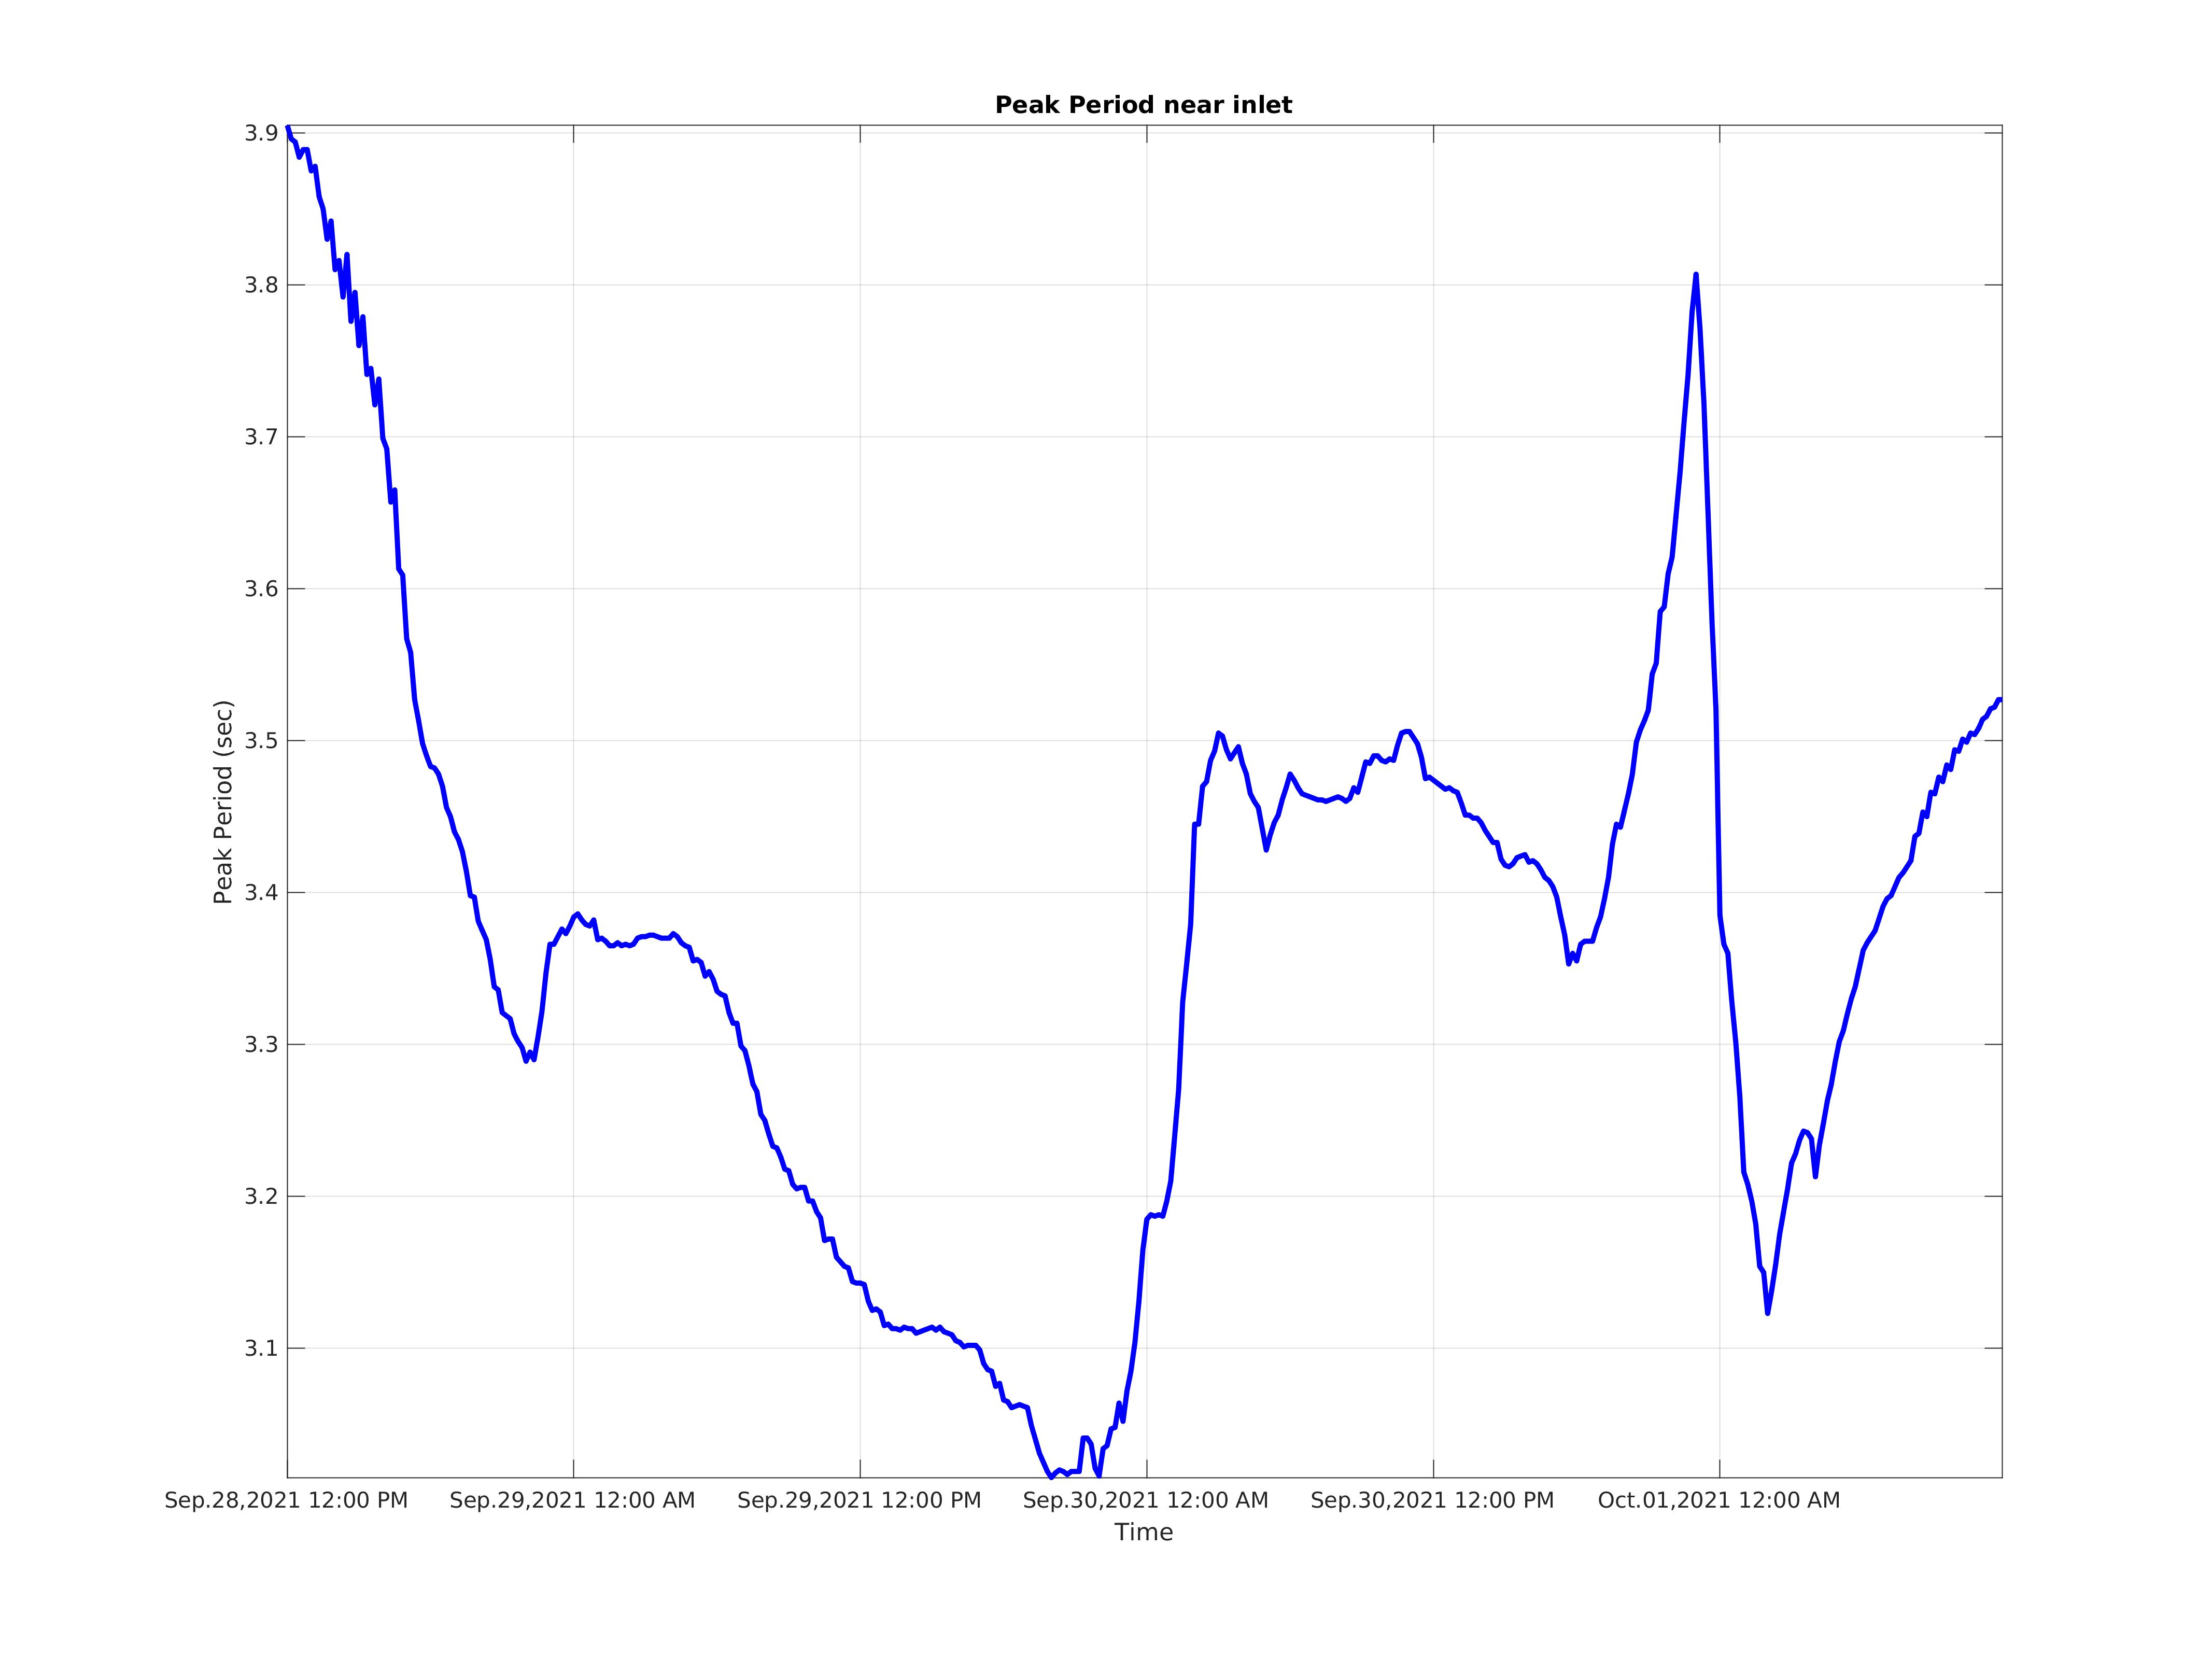 Peak Period near inlet
3.9
3.8
3.7
3.6
3.5
3.4
3.3
3.2
3.1
Peak Period (sec)
Sep.28,2021 12:00 PM
Sep.29,2021 12:00 AM
Sep.29,2021 12:00 PM
Sep.30,2021 12:00 AM
Sep.30,2021 12:00 PM
Oct.01,2021 12:00 AM
Time